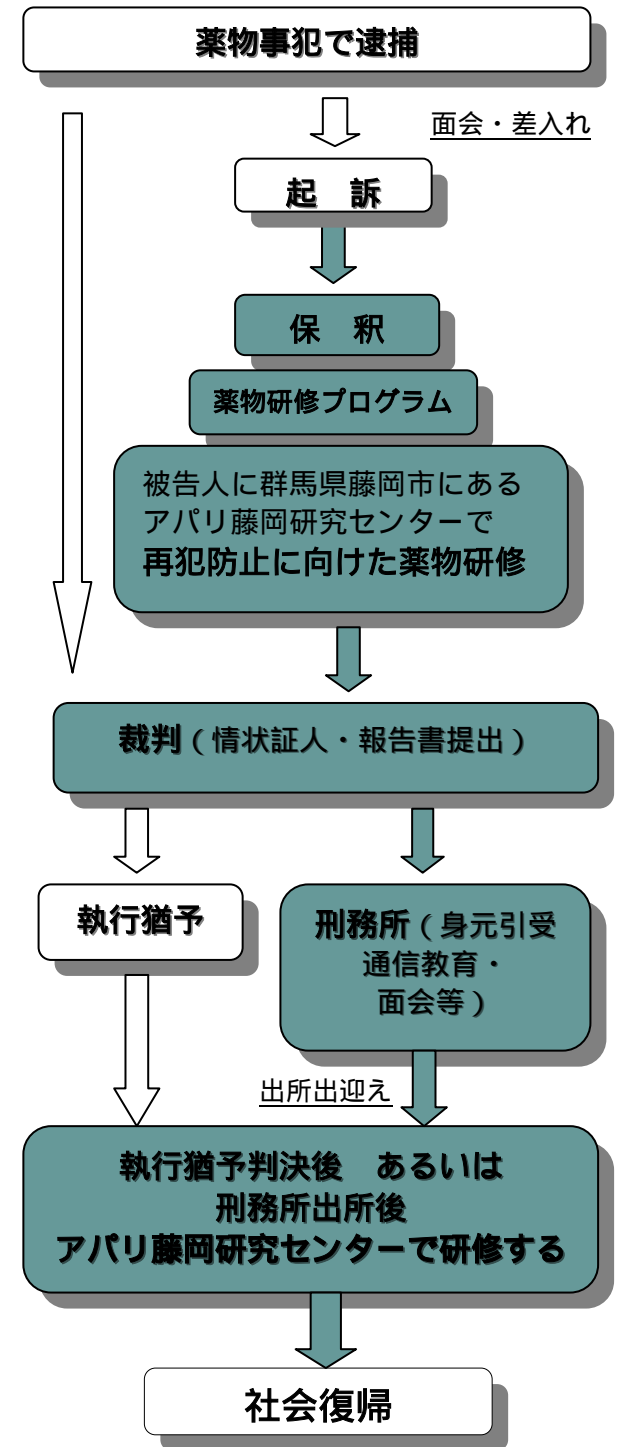 薬物事犯で逮捕
面会・差入れ
起　訴
保　釈
薬物研修プログラム
被告人に群馬県藤岡市にある
アパリ藤岡研究センターで
再犯防止に向けた薬物研修
裁判（情状証人・報告書提出）
執行猶予
刑務所（身元引受
通信教育・
面会等）
出所出迎え
執行猶予判決後　あるいは
刑務所出所後
アパリ藤岡研究センターで研修する
社会復帰